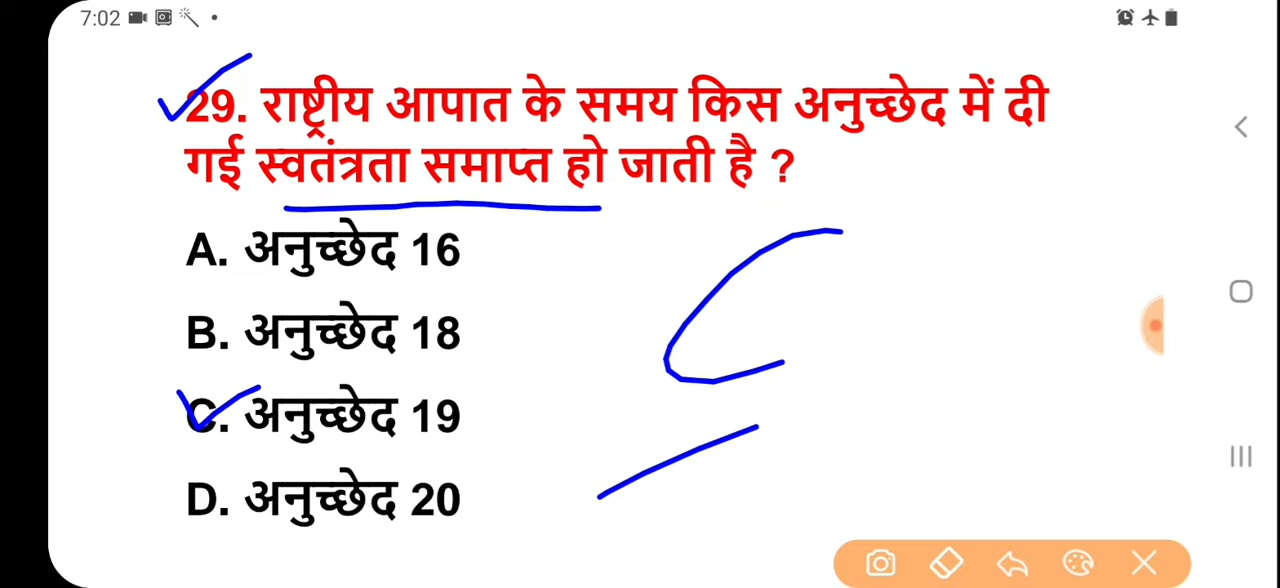 7:02
29. राष्ट्रीय आपात के समय किस अनुच्छेद में दी
गई स्वतंत्रता समाप्त हो जाती है ?
A. अनुच्छेद 16
B. अनुच्छेद 18
C. अनुच्छेद 19
D. अनुच्छेद 20